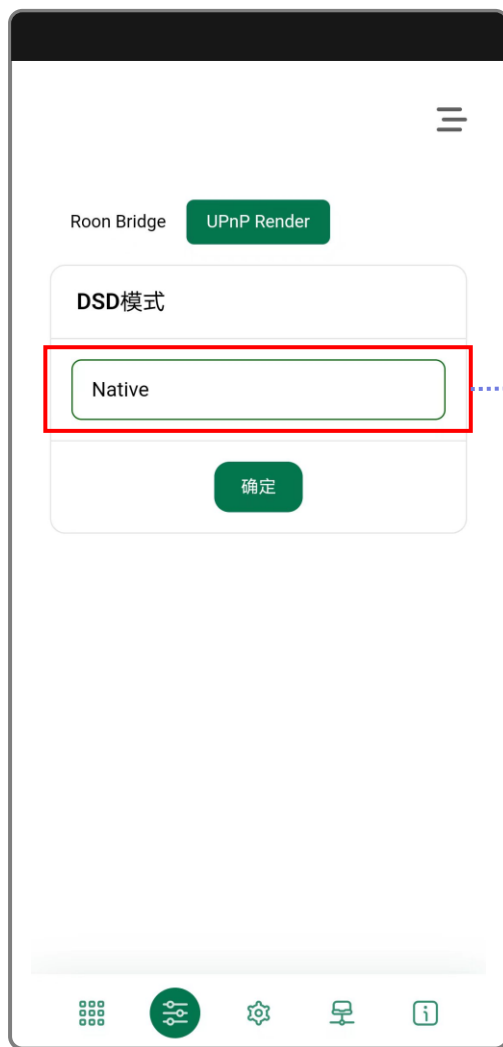 Roon Bridge UPnP Render
DSD模式
Native
确定